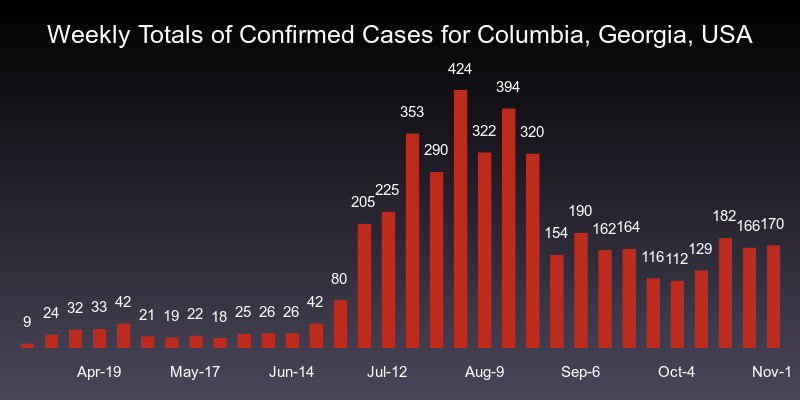 Weekly Totals of Confirmed Cases for Columbia, Georgia, USA
9 24 32 33 42 21 19 22 18 25 26 26 42 80 205 225 353 290 424 322 394 320 154 190 162 164 116 112 129 182 166 170
Apr-19 May-17 Jun-14 Jul-12 Aug-9 Sep-6 Oct-4 Nov-1